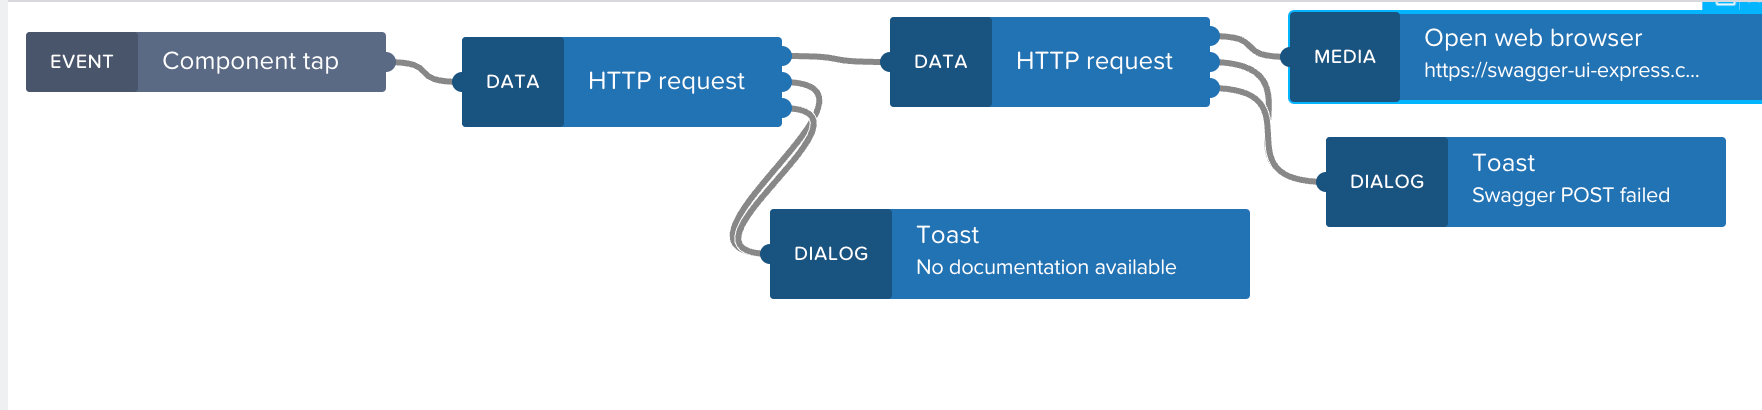 EVENT
Component tap
DATA
HTTP request
DATA
HTTP request
MEDIA
Open web browser
https://swagger-ui-express.c...
DIALOG
Toast
Swagger POST failed
DIALOG
Toast
No documentation available